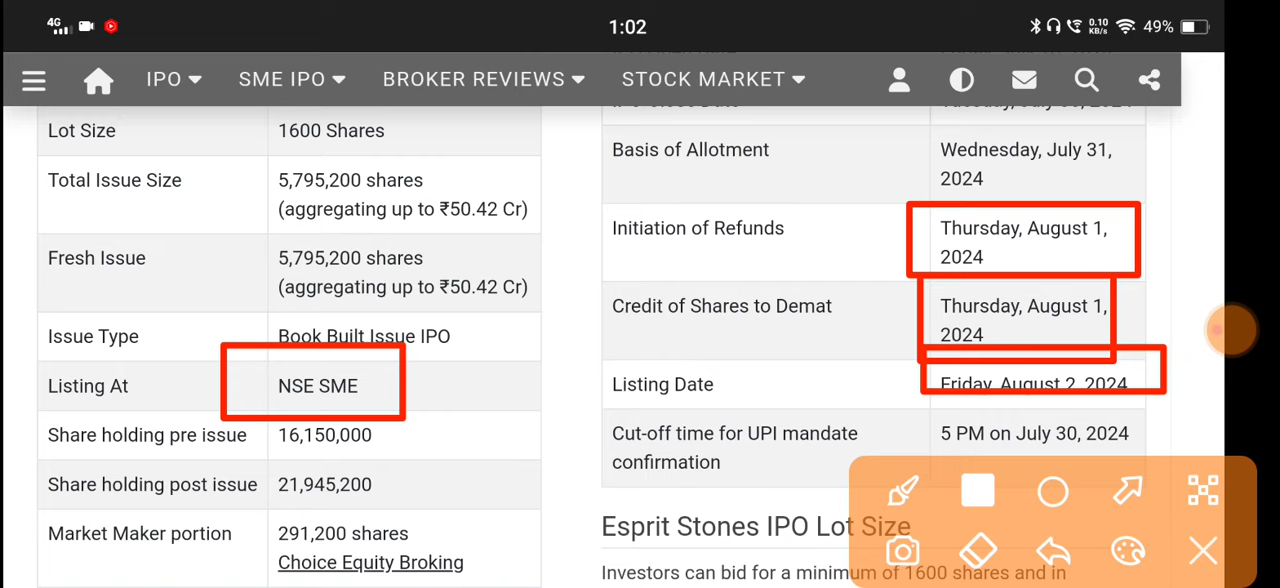 4G
1:02
0.10
KB/s
49%
IPO
SME IPO
BROKER REVIEWS
STOCK MARKET
Lot Size
1600 Shares
Total Issue Size
5,795,200 shares
(aggregating up to ₹50.42 Cr)
Fresh Issue
5,795,200 shares
(aggregating up to ₹50.42 Cr)
Issue Type
Book Built Issue IPO
Listing At
NSE SME
Share holding pre issue
16,150,000
Share holding post issue
21,945,200
Market Maker portion
291,200 shares
Choice Equity Broking
Basis of Allotment
Wednesday, July 31,
2024
Initiation of Refunds
Thursday, August 1,
2024
Credit of Shares to Demat
Thursday, August 1,
2024
Listing Date
Friday, August 2, 2024
Cut-off time for UPI mandate
confirmation
5 PM on July 30, 2024
Esprit Stones IPO Lot Size
Investors can bid for a minimum of 1600 shares and in